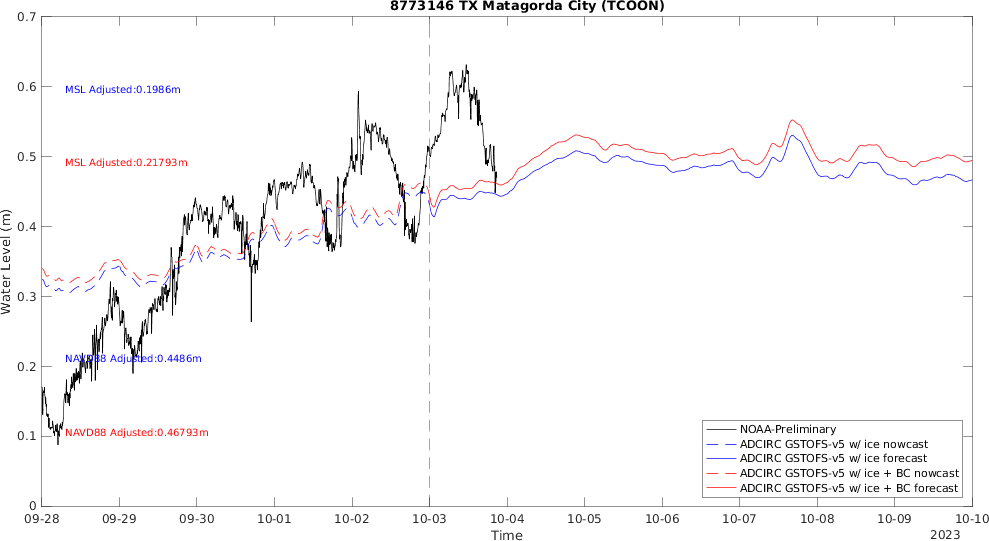 8773146 TX Matagorda City (TCOON)
Water Level (m)
0.7
0.6
0.5
0.4
0.3
0.2
0.1
0
MSL Adjusted:0.1986m
MSL Adjusted:0.21793m
NAVD88 Adjusted:0.4486m
NAVD88 Adjusted:0.46793m
NOAA-Preliminary
ADCIRC GSTOFS-v5 w/ ice nowcast
ADCIRC GSTOFS-v5 w/ ice forecast
ADCIRC GSTOFS-v5 w/ ice + BC nowcast
ADCIRC GSTOFS-v5 w/ ice + BC forecast
09-28 09-29 09-30 10-01 10-02 10-03 10-04 10-05 10-06 10-07 10-08 10-09 10-10
Time
2023